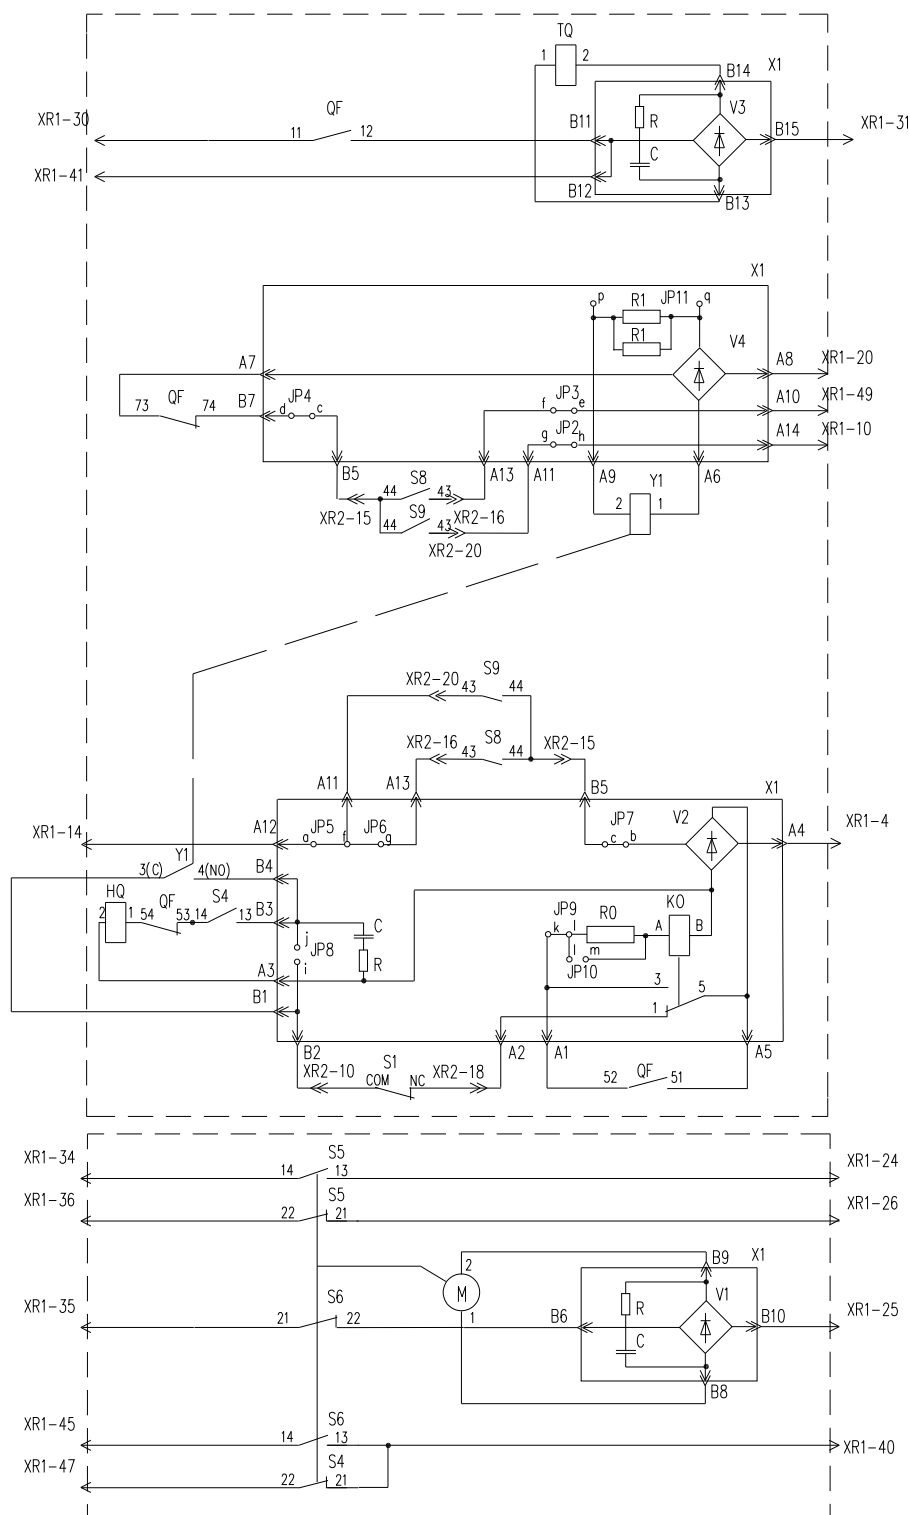 TQ
1 2
B14 X1
XR1-30 QF B11 R V3 B15 XR1-31
11 12
C
XR1-41 B12 B13
X1
p R1 JP11 q
R1 V4
A7 A8 XR1-20
73 QF 74 B7 d JP4 c f JP3 e A10 XR1-49
g JP2 h A14 XR1-10
B5 44 S8 43 A13 A11 A9 Y1 A6
XR2-15 44 S9 43 XR2-16 2 1
XR2-20
S9
XR2-20 43 44
S8
XR2-16 43 44 XR2-15
A11 A13 B5 X1
XR1-14 A12 a JP5 f JP6 g JP7 c b V2 A4 XR1-4
Y1
3(C) 4(NO) B4
HQ QF S4 B3
2 1 54 53 14 13
j JP8 i C R
JP9 k l R0 A K0 B
l m
JP10
A3
3 5
B1 1
B2 A2 A1 A5
XR2-10 S1 XR2-18 QF
COM NC 52 51
XR1-34 S5 XR1-24
14 13
XR1-36 S5 XR1-26
22 21
2 B9 X1
XR1-35 S6 M B6 R V1 B10 XR1-25
21 22 1
C
B8
XR1-45 S6
14 13 XR1-40
XR1-47 S4
22 21